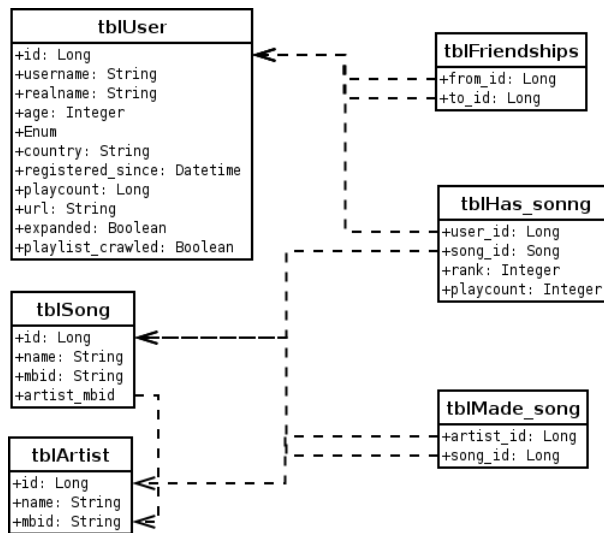 tblUser
+id: Long
+username: String
+realname: String
+age: Integer
+Enum
+country: String
+registered_since: Datetime
+playcount: Long
+url: String
+expanded: Boolean
+playlist_crawled: Boolean
tblFriendships
+from_id: Long
+to_id: Long
tblHas_sonng
+user_id: Long
+song_id: Song
+rank: Integer
+playcount: Integer
tblSong
+id: Long
+name: String
+mbid: String
+artist_mbid
tblMade_song
+artist_id: Long
+song_id: Long
tblArtist
+id: Long
+name: String
+mbid: String